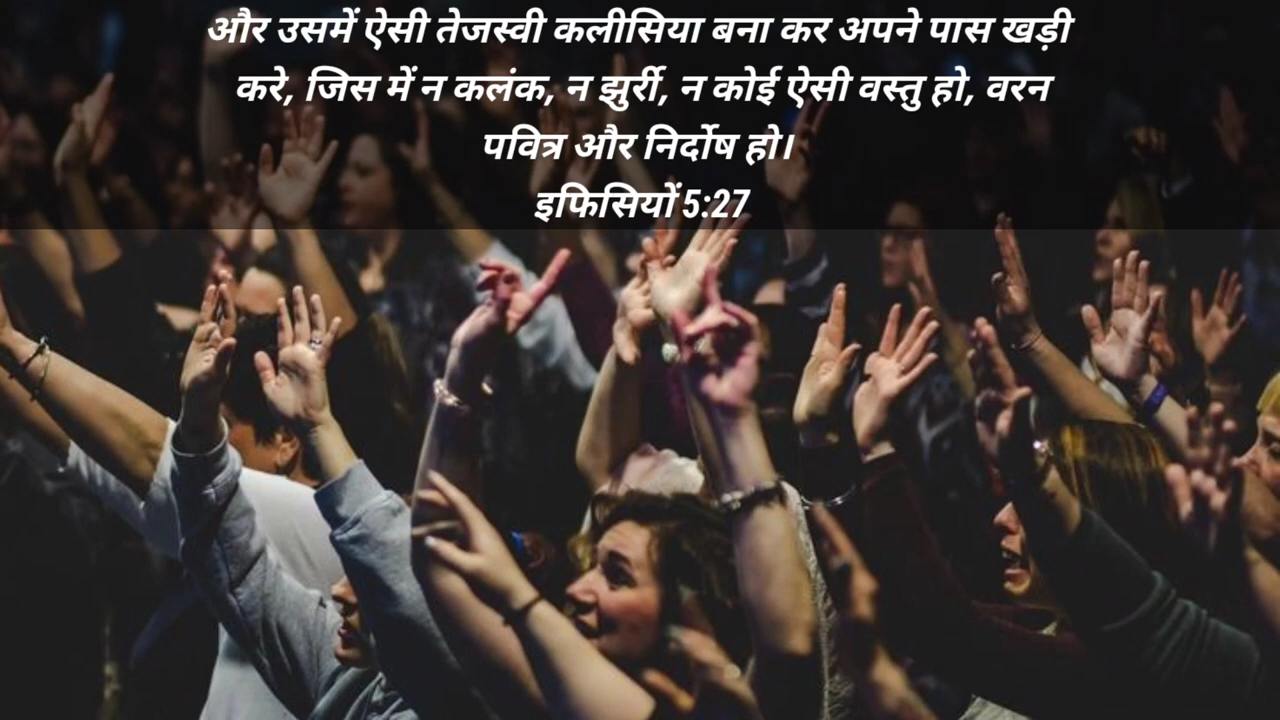 और उसमें ऐसी तेजस्वी कलीसिया बना कर अपने पास खड़ी
करे, जिस में न कलंक, न झुर्री, न कोई ऐसी वस्तु हो, वरन
पवित्र और निर्दोष हो।
इफिसियों 5:27